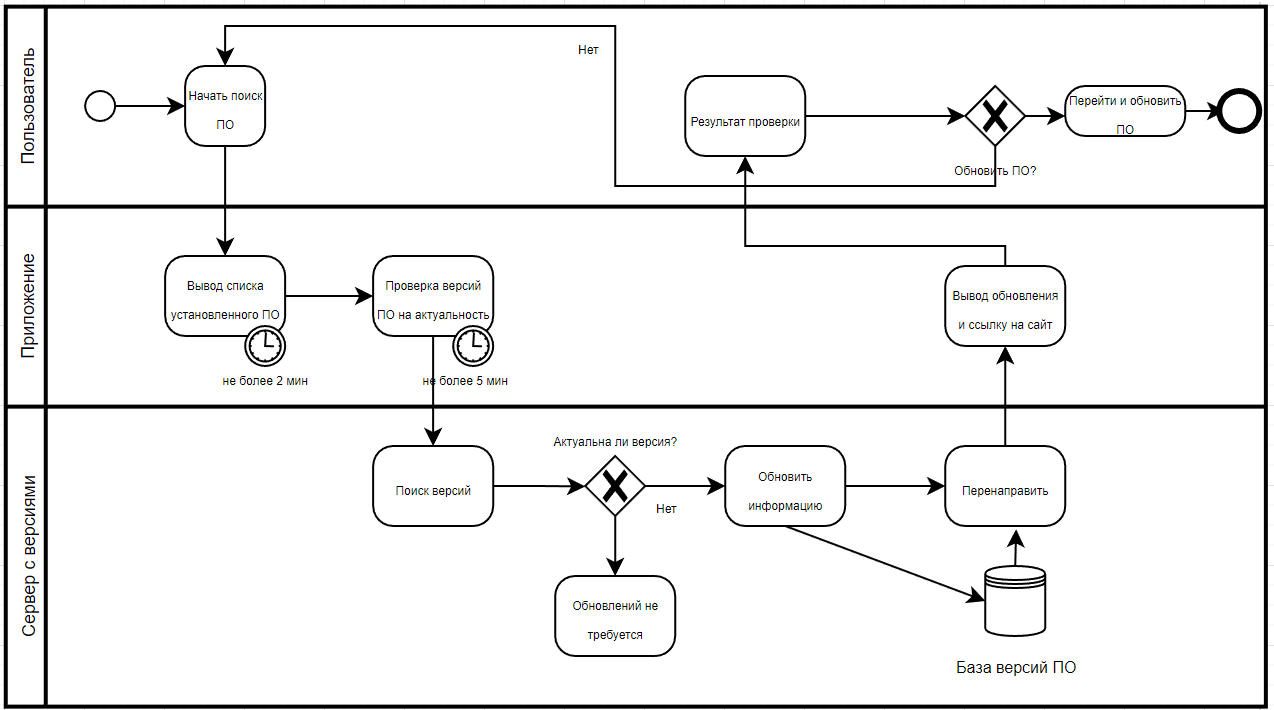 Пользователь
Нет
Начать поиск
ПО
Результат проверки
Обновить ПО?
Перейти и обновить
ПО
Приложение
Вывод списка
установленного ПО
не более 2 мин
Проверка версий
ПО на актуальность
не более 5 мин
Вывод обновления
и ссылку на сайт
Сервер с версиями
Поиск версий
Актуальна ли версия?
Нет
Обновлений не
требуется
Обновить
информацию
Перенаправить
База версий ПО